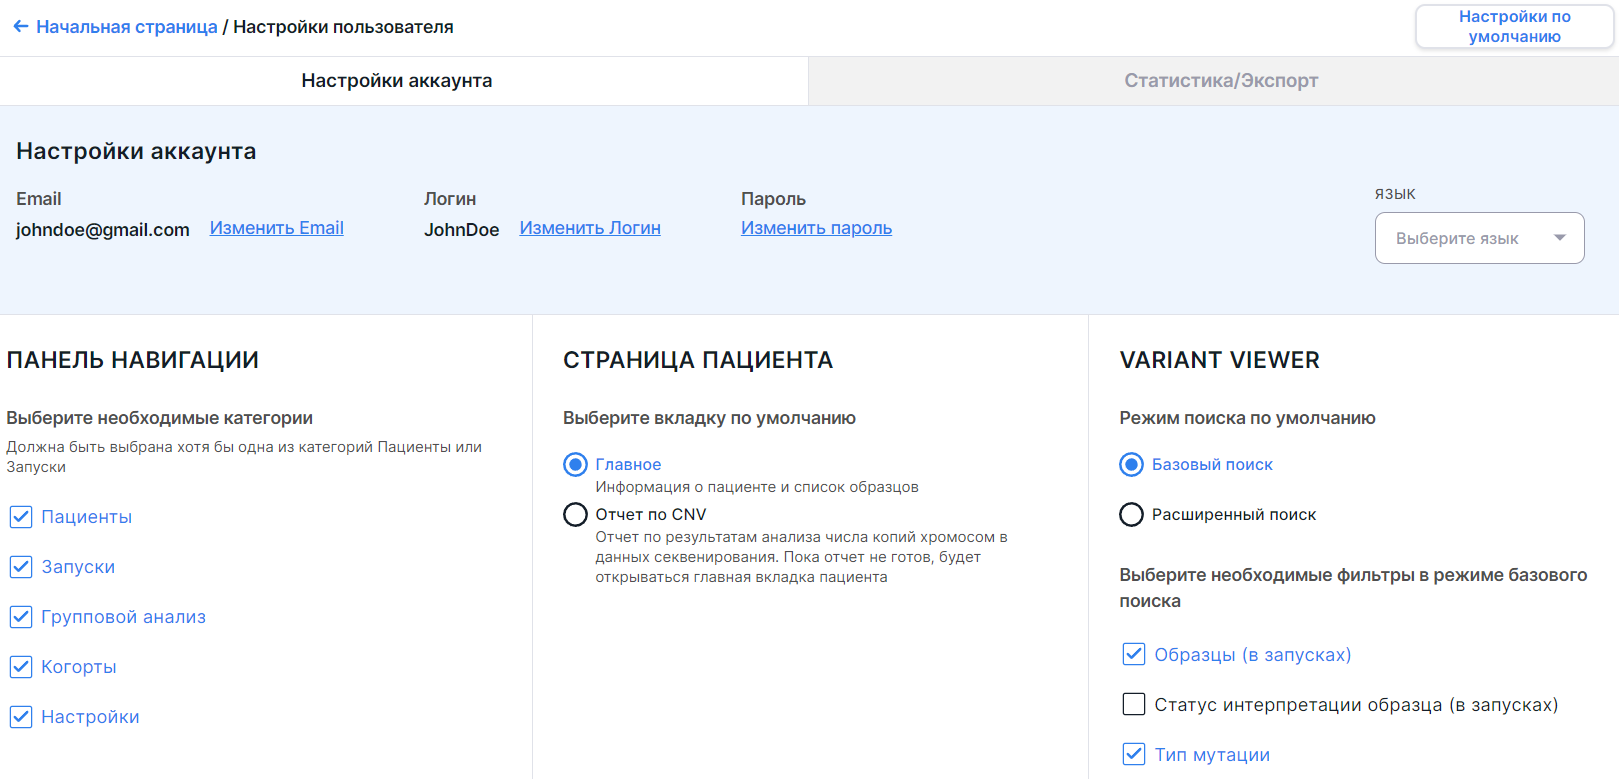 Начальная страница / Настройки пользователя
Настройки по
умолчанию
Настройки аккаунта
Статистика/Экспорт
Настройки аккаунта
Email
johndoe@gmail.com
Изменить Email
Логин
JohnDoe
Изменить Логин
Пароль
Изменить пароль
ЯЗЫК
Выберите язык
ПАНЕЛЬ НАВИГАЦИИ
Выберите необходимые категории
Должна быть выбрана хотя бы одна из категорий Пациенты или
Запуски
Пациенты
Запуски
Групповой анализ
Когорты
Настройки
СТРАНИЦА ПАЦИЕНТА
Выберите вкладку по умолчанию
Главное
Информация о пациенте и список образцов
Отчет по CNV
Отчет по результатам анализа числа копий хромосом в
данных секвенирования. Пока отчет не готов, будет
открываться главная вкладка пациента
VARIANT VIEWER
Режим поиска по умолчанию
Базовый поиск
Расширенный поиск
Выберите необходимые фильтры в режиме базового
поиска
Образцы (в запусках)
Статус интерпретации образца (в запусках)
Тип мутации